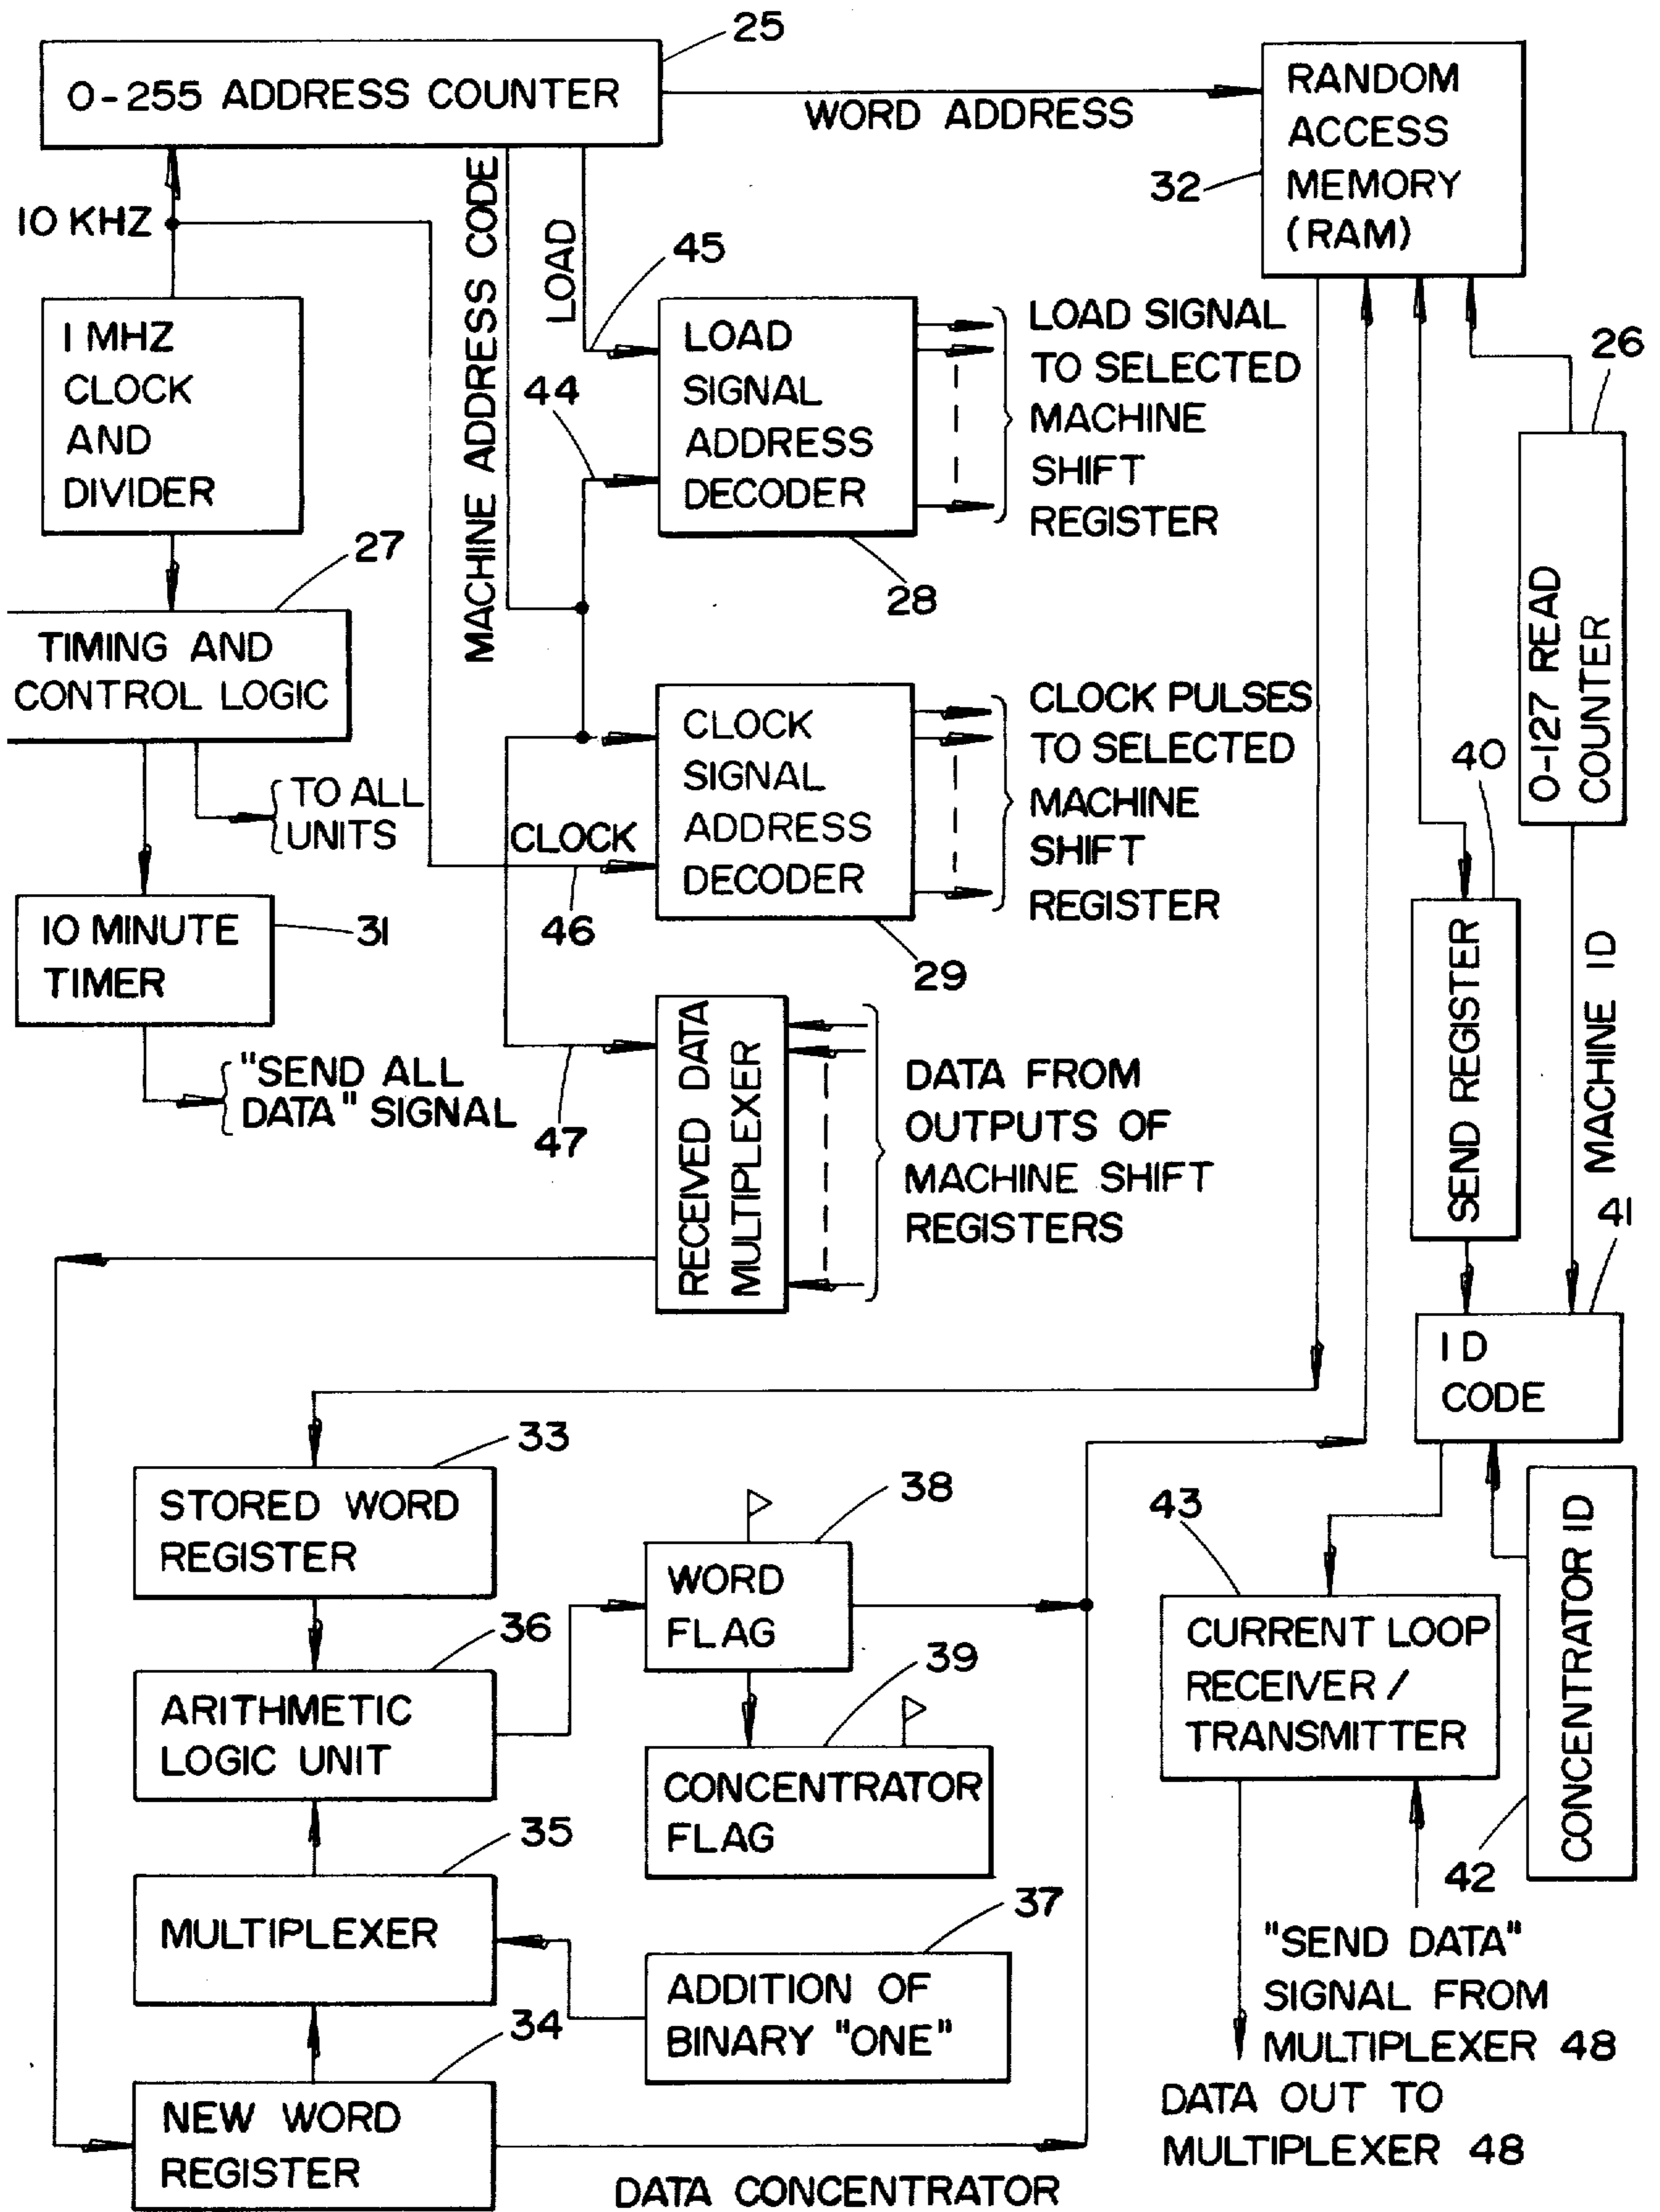 25
0-255 ADDRESS COUNTER
WORD ADDRESS
RANDOM
ACCESS
MEMORY
(RAM)
32
10 KHZ
MACHINE ADDRESS CODE
LOAD
45
44
1 MHZ
CLOCK
AND
DIVIDER
LOAD
SIGNAL
ADDRESS
DECODER
28
LOAD SIGNAL
TO SELECTED
MACHINE
SHIFT
REGISTER
26
0-127 READ
COUNTER
27
TIMING AND
CONTROL LOGIC
TO ALL
UNITS
CLOCK
46
CLOCK
SIGNAL
ADDRESS
DECODER
29
CLOCK PULSES
TO SELECTED
MACHINE
SHIFT
REGISTER
40
SEND REGISTER
MACHINE ID
10 MINUTE
TIMER
31
"SEND ALL
DATA" SIGNAL
47
RECEIVED DATA
MULTIPLEXER
DATA FROM
OUTPUTS OF
MACHINE SHIFT
REGISTERS
41
ID
CODE
33
STORED WORD
REGISTER
38
WORD
FLAG
43
CURRENT LOOP
RECEIVER /
TRANSMITTER
CONCENTRATOR ID
42
36
ARITHMETIC
LOGIC UNIT
39
CONCENTRATOR
FLAG
35
MULTIPLEXER
37
ADDITION OF
BINARY "ONE"
"SEND DATA"
SIGNAL FROM
MULTIPLEXER 48
DATA OUT TO
MULTIPLEXER 48
34
NEW WORD
REGISTER
DATA CONCENTRATOR